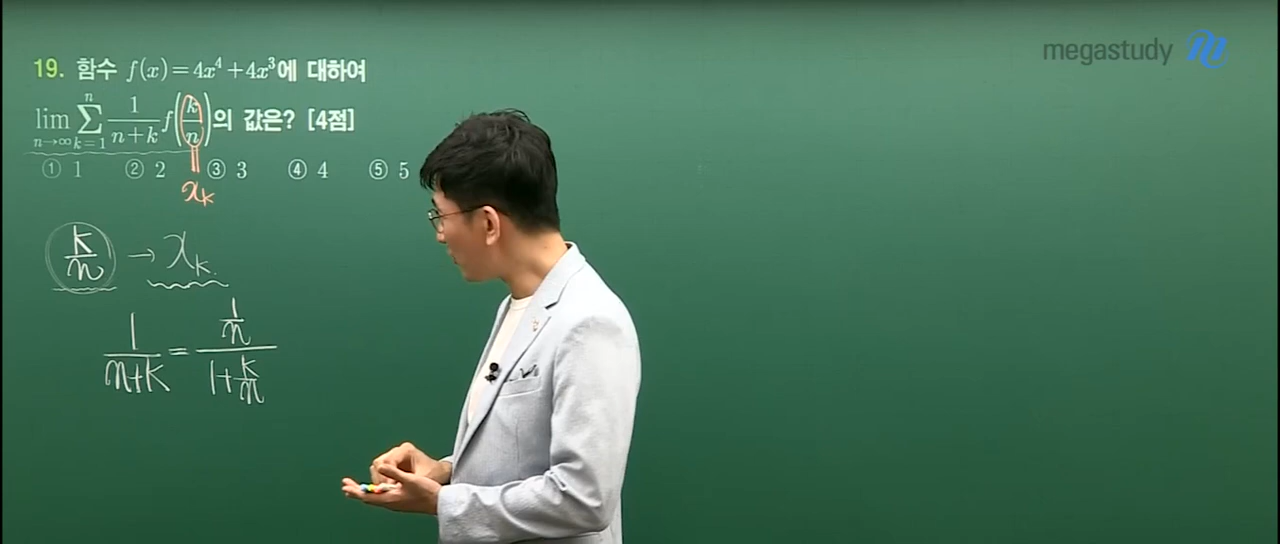 megastudy
19. 함수 f(x)=4x⁴+4x³에 대하여
lim_{n→∞} ∑_{k=1}^{n} 1/(n+k) f(k/n)의 값은? [4점]
① 1 ② 2 ③ 3 ④ 4 ⑤ 5
x_k
k/n → x_k.
1/(n+k) = (1/n)/(1+k/n)